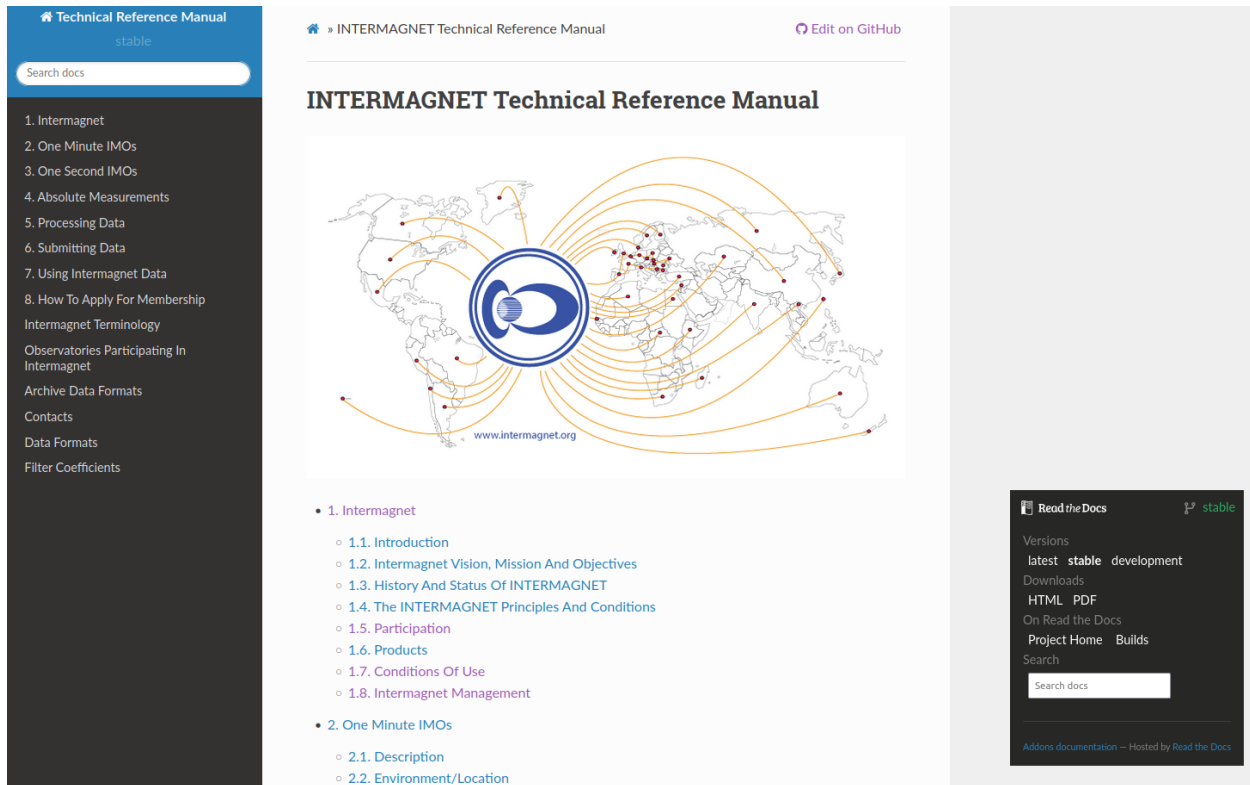 Technical Reference Manual
stable
Search docs
1. Intermagnet
2. One Minute IMOs
3. One Second IMOs
4. Absolute Measurements
5. Processing Data
6. Submitting Data
7. Using Intermagnet Data
8. How To Apply For Membership
Intermagnet Terminology
Observatories Participating In
Intermagnet
Archive Data Formats
Contacts
Data Formats
Filter Coefficients
» INTERMAGNET Technical Reference Manual
Edit on GitHub
INTERMAGNET Technical Reference Manual
www.intermagnet.org
• 1. Intermagnet
◦ 1.1. Introduction
◦ 1.2. Intermagnet Vision, Mission And Objectives
◦ 1.3. History And Status Of INTERMAGNET
◦ 1.4. The INTERMAGNET Principles And Conditions
◦ 1.5. Participation
◦ 1.6. Products
◦ 1.7. Conditions Of Use
◦ 1.8. Intermagnet Management
• 2. One Minute IMOs
◦ 2.1. Description
◦ 2.2. Environment/Location
Read the Docs
stable
Versions
latest stable development
Downloads
HTML PDF
On Read the Docs
Project Home Builds
Search
Search docs
Addons documentation — Hosted by Read the Docs